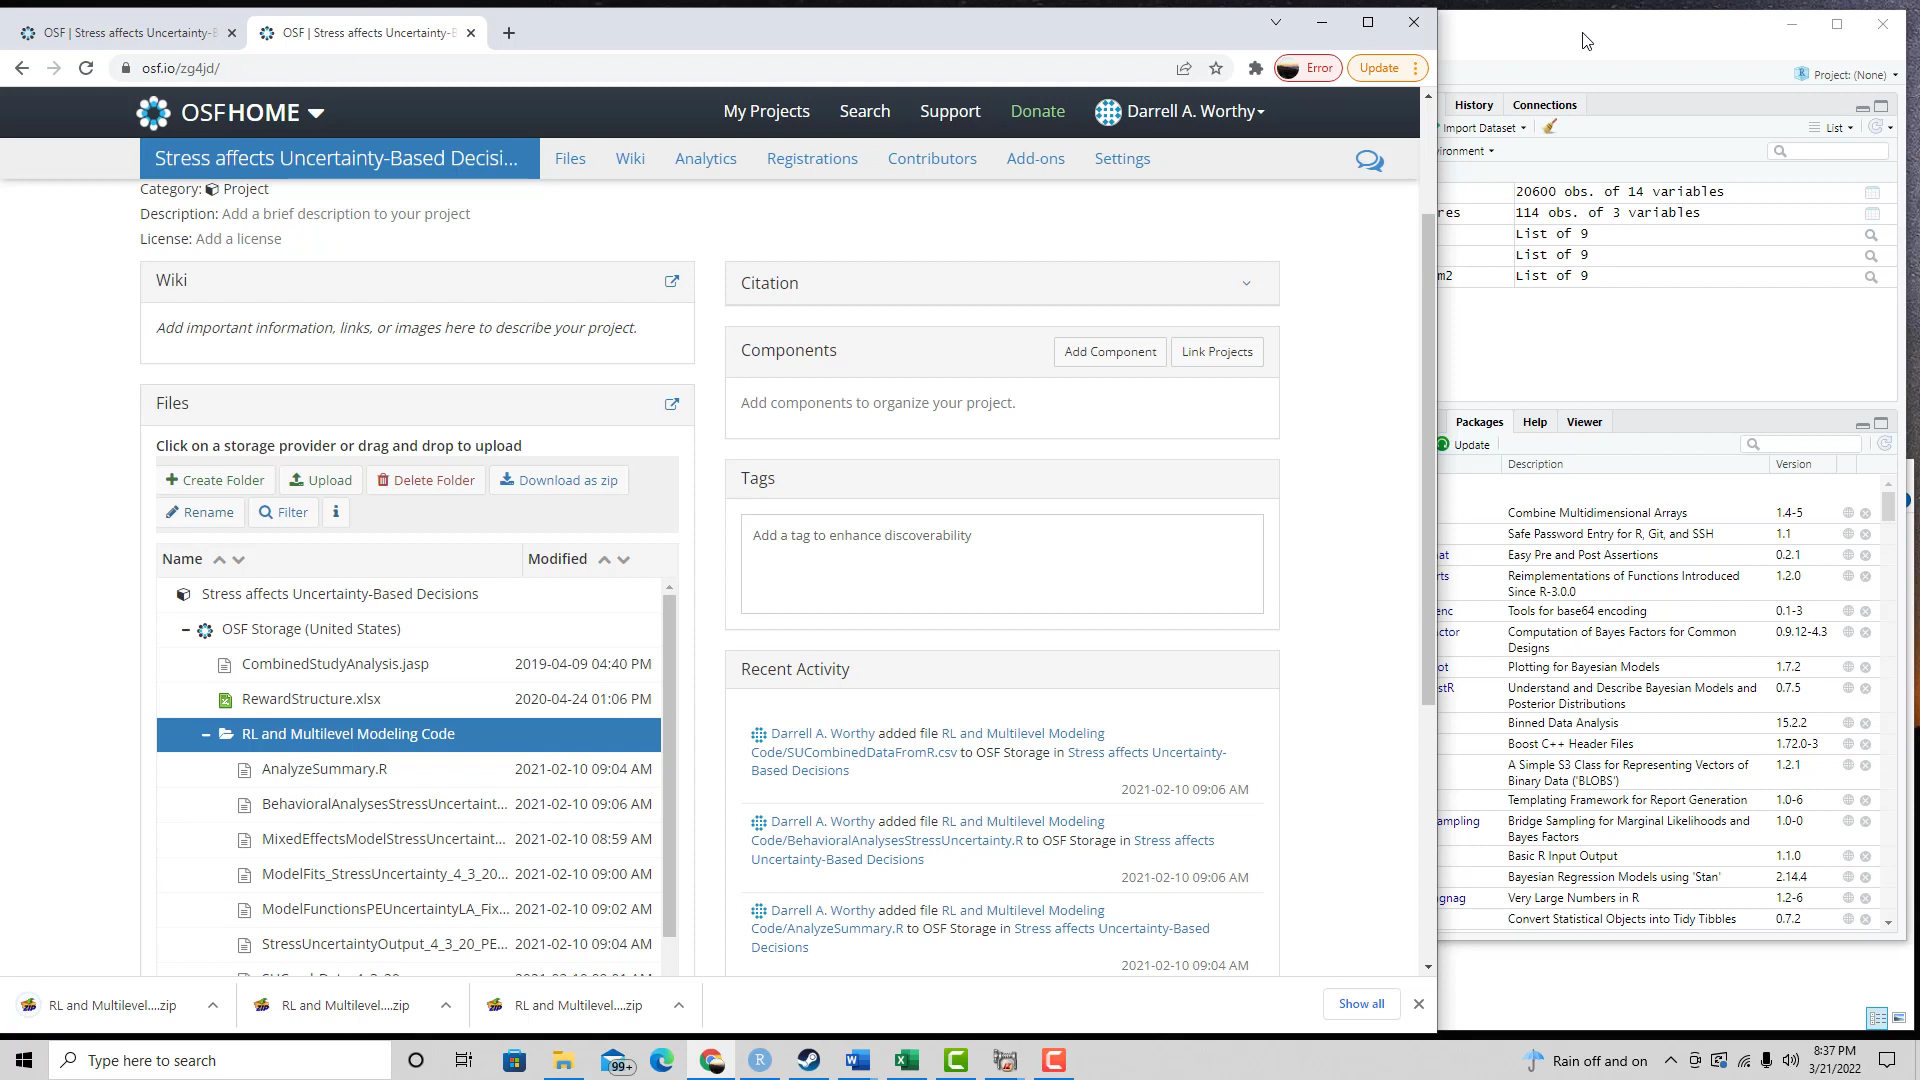 OSF | Stress affects Uncertainty-B
OSF | Stress affects Uncertainty-B
osf.io/zg4jd/
Error
Update
OSFHOME
My Projects
Search
Support
Donate
Darrell A. Worthy
Stress affects Uncertainty-Based Decisi...
Files
Wiki
Analytics
Registrations
Contributors
Add-ons
Settings
Category: Project
Description: Add a brief description to your project
License: Add a license
Wiki
Add important information, links, or images here to describe your project.
Files
Click on a storage provider or drag and drop to upload
Create Folder
Upload
Delete Folder
Download as zip
Rename
Filter
Name
Modified
Stress affects Uncertainty-Based Decisions
OSF Storage (United States)
CombinedStudyAnalysis.jasp 2019-04-09 04:40 PM
RewardStructure.xlsx 2020-04-24 01:06 PM
RL and Multilevel Modeling Code
AnalyzeSummary.R 2021-02-10 09:04 AM
BehavioralAnalysesStressUncertaint... 2021-02-10 09:06 AM
MixedEffectsModelStressUncertaint... 2021-02-10 08:59 AM
ModelFits_StressUncertainty_4_3_20... 2021-02-10 09:00 AM
ModelFunctionsPEUncertaintyLA_Fix... 2021-02-10 09:02 AM
StressUncertaintyOutput_4_3_20_PE... 2021-02-10 09:04 AM
Citation
Components
Add Component
Link Projects
Add components to organize your project.
Tags
Add a tag to enhance discoverability
Recent Activity
Darrell A. Worthy added file RL and Multilevel Modeling
Code/SUCombinedDataFromR.csv to OSF Storage in Stress affects Uncertainty-
Based Decisions
2021-02-10 09:06 AM
Darrell A. Worthy added file RL and Multilevel Modeling
Code/BehavioralAnalysesStressUncertainty.R to OSF Storage in Stress affects
Uncertainty-Based Decisions
2021-02-10 09:06 AM
Darrell A. Worthy added file RL and Multilevel Modeling
Code/AnalyzeSummary.R to OSF Storage in Stress affects Uncertainty-Based
Decisions
2021-02-10 09:04 AM
Project: (None)
History
Connections
Import Dataset
List
vironment
20600 obs. of 14 variables
res 114 obs. of 3 variables
List of 9
List of 9
m2 List of 9
Packages
Help
Viewer
Update
Description Version
Combine Multidimensional Arrays 1.4-5
Safe Password Entry for R, Git, and SSH 1.1
at Easy Pre and Post Assertions 0.2.1
rts Reimplementations of Functions Introduced 1.2.0
Since R-3.0.0
enc Tools for base64 encoding 0.1-3
ctor Computation of Bayes Factors for Common 0.9.12-4.3
Designs
ot Plotting for Bayesian Models 1.7.2
stR Understand and Describe Bayesian Models and 0.7.5
Posterior Distributions
Binned Data Analysis 15.2.2
Boost C++ Header Files 1.72.0-3
A Simple S3 Class for Representing Vectors of 1.2.1
Binary Data ('BLOBS')
Templating Framework for Report Generation 1.0-6
ampling Bridge Sampling for Marginal Likelihoods and 1.0-0
Bayes Factors
Basic R Input Output 1.1.0
Bayesian Regression Models using 'Stan' 2.14.4
gnag Very Large Numbers in R 1.2-6
Convert Statistical Objects into Tidy Tibbles 0.7.2
RL and Multilevel....zip
RL and Multilevel....zip
RL and Multilevel....zip
Show all
Type here to search
99+
Rain off and on
8:37 PM
3/21/2022